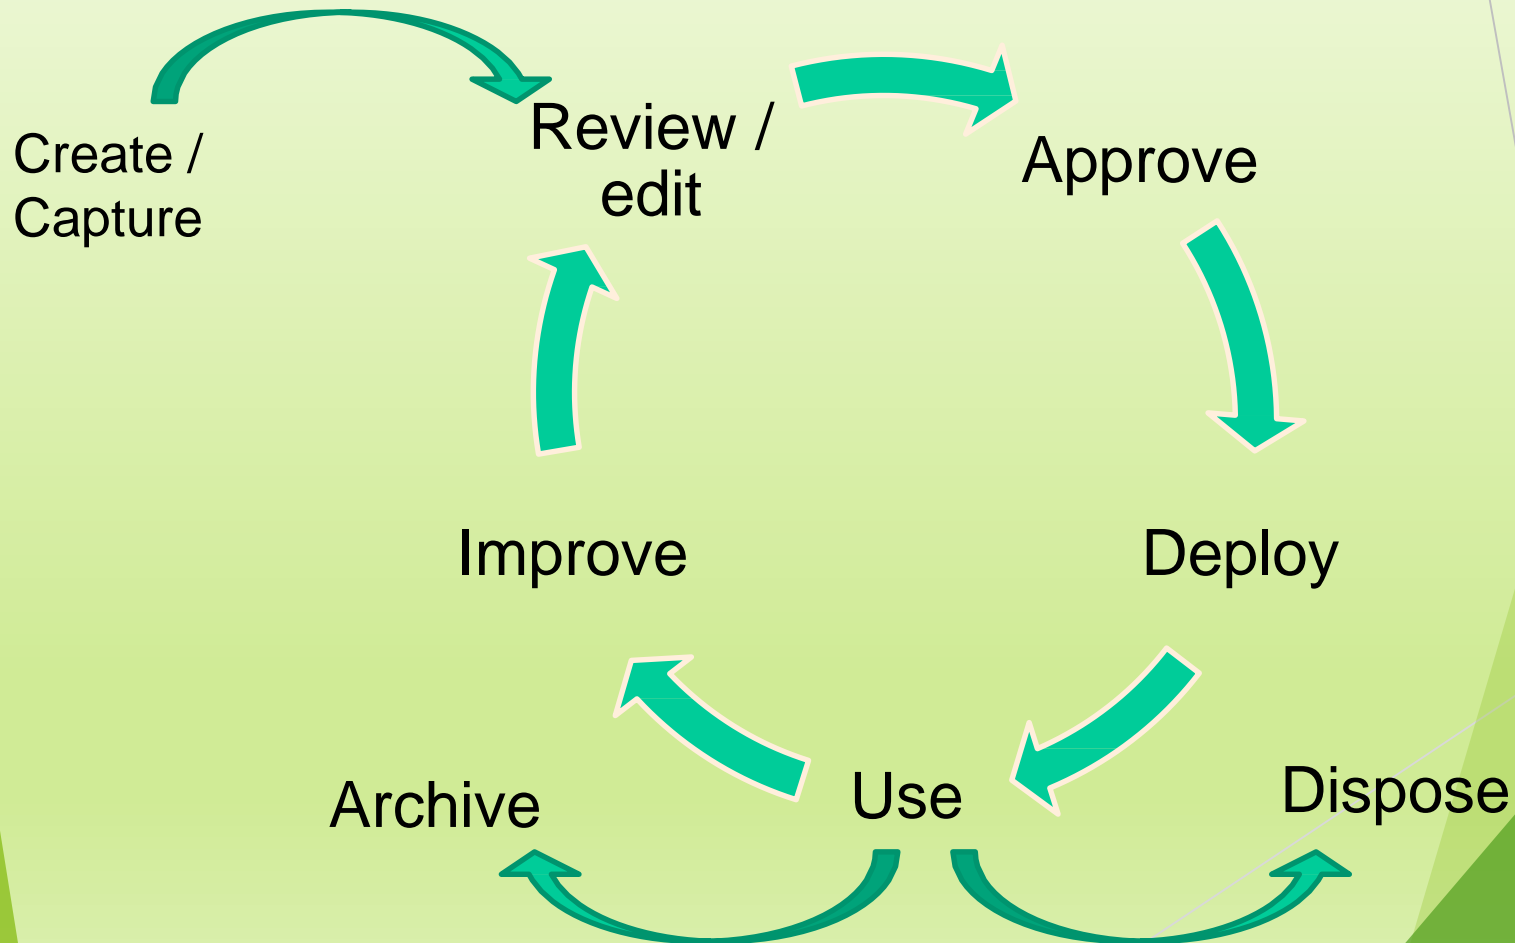 Create /
Capture
Review /
edit
Approve
Deploy
Use
Improve
Archive
Dispose